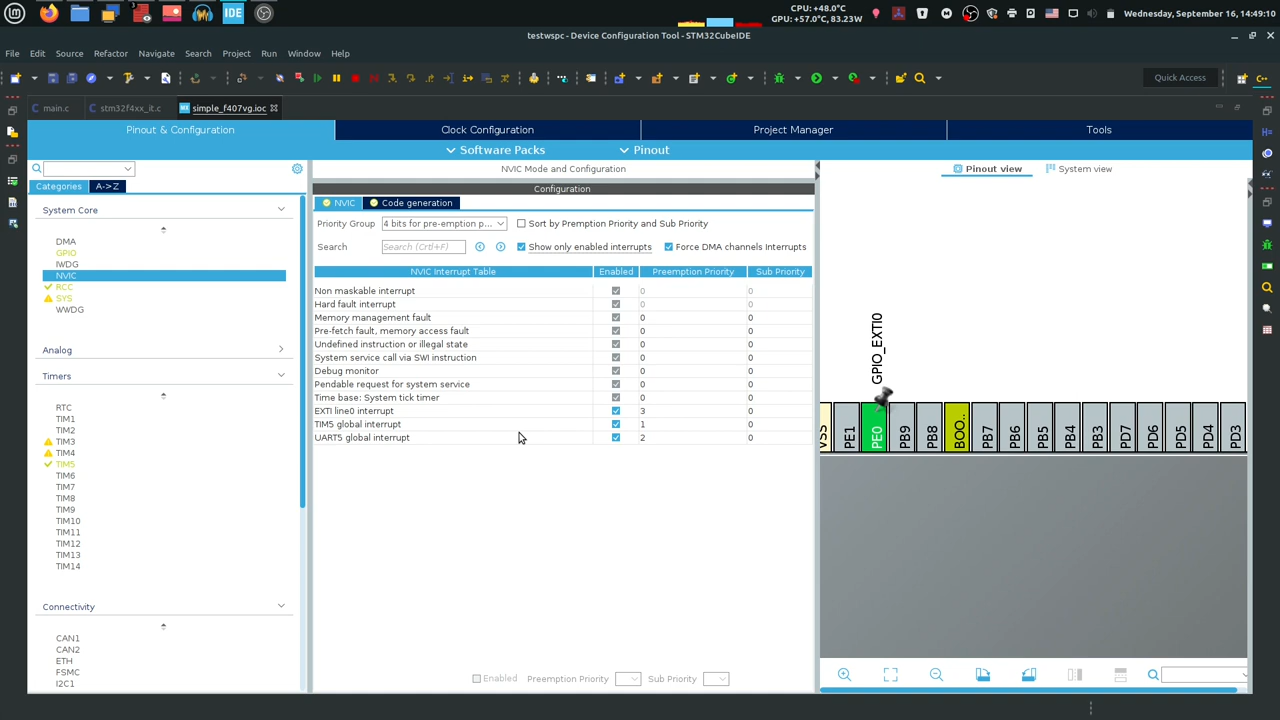 CPU: +48.0°C
GPU: +57.0°C, 83.23W
Wednesday, September 16, 14:49:10
IDE
testwspc - Device Configuration Tool - STM32CubeIDE
File Edit Source Refactor Navigate Search Project Run Window Help
Quick Access
main.c stm32f4xx_it.c simple_f407vg.ioc
Pinout & Configuration Clock Configuration Project Manager Tools
Software Packs Pinout
NVIC Mode and Configuration
Pinout view System view
Categories A->Z
Configuration
NVIC Code generation
System Core
Priority Group 4 bits for pre-emption p... Sort by Premption Priority and Sub Priority
Search Search (Crtl+F) Show only enabled interrupts Force DMA channels Interrupts
DMA
GPIO
IWDG
NVIC
RCC
SYS
WWDG
NVIC Interrupt Table Enabled Preemption Priority Sub Priority
Non maskable interrupt 0 0
Hard fault interrupt 0 0
Memory management fault 0 0
Pre-fetch fault, memory access fault 0 0
Undefined instruction or illegal state 0 0
System service call via SWI instruction 0 0
Debug monitor 0 0
Pendable request for system service 0 0
Time base: System tick timer 0 0
EXTI line0 interrupt 3 0
TIM5 global interrupt 1 0
UART5 global interrupt 2 0
Analog
Timers
RTC
TIM1
TIM2
TIM3
TIM4
TIM5
TIM6
TIM7
TIM8
TIM9
TIM10
TIM11
TIM12
TIM13
TIM14
Connectivity
CAN1
CAN2
ETH
FSMC
I2C1
Enabled Preemption Priority Sub Priority
GPIO_EXTI0
VSS PE1 PE0 PB9 PB8 BOO.. PB7 PB6 PB5 PB4 PB3 PD7 PD6 PD5 PD4 PD3